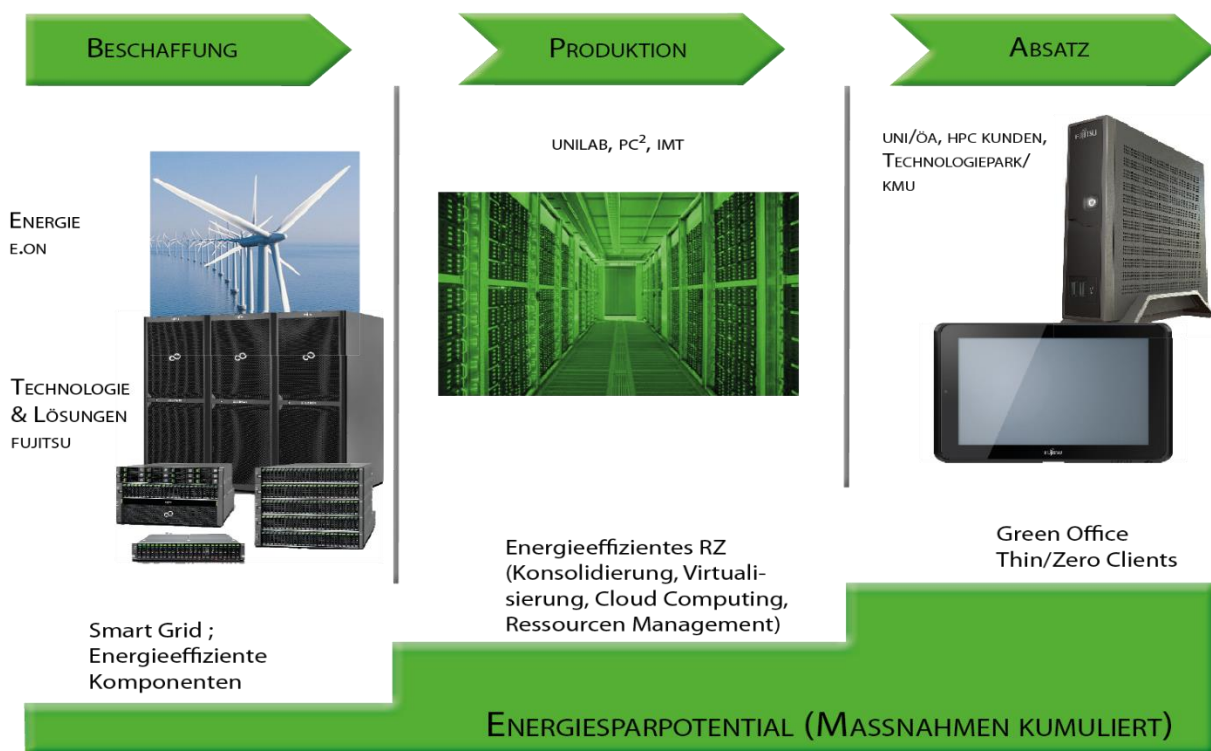 BESCHAFFUNG
PRODUKTION
ABSATZ
ENERGIE
E.ON
TECHNOLOGIE
& LÖSUNGEN
FUJITSU
Smart Grid ;
Energieeffiziente
Komponenten
UNILAB, PC², IMT
Energieeffizientes RZ
(Konsolidierung, Virtuali-
sierung, Cloud Computing,
Ressourcen Management)
UNI/ÖA, HPC KUNDEN,
TECHNOLOGIEPARK/
KMU
FUJITSU
FUJITSU
Green Office
Thin/Zero Clients
ENERGIESPARPOTENTIAL (MASSNAHMEN KUMULIERT)